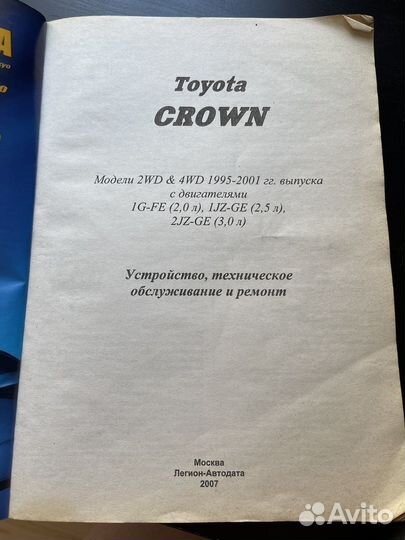 Toyota
CROWN
Модели 2WD & 4WD 1995-2001 гг. выпуска
с двигателями
1G-FE (2,0 л), 1JZ-GE (2,5 л),
2JZ-GE (3,0 л)
Устройство, техническое
обслуживание и ремонт
Москва
Легион-Автодата
2007
Avito